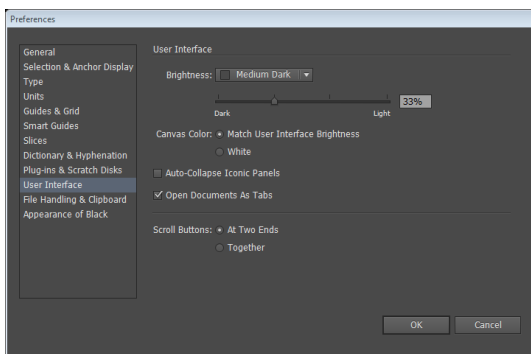 Preferences
General
Selection & Anchor Display
Type
Units
Guides & Grid
Smart Guides
Slices
Dictionary & Hyphenation
Plug-ins & Scratch Disks
User Interface
File Handling & Clipboard
Appearance of Black
User Interface
Brightness: Medium Dark
33%
Dark Light
Canvas Color: Match User Interface Brightness
White
Auto-Collapse Iconic Panels
Open Documents As Tabs
Scroll Buttons: At Two Ends
Together
OK Cancel